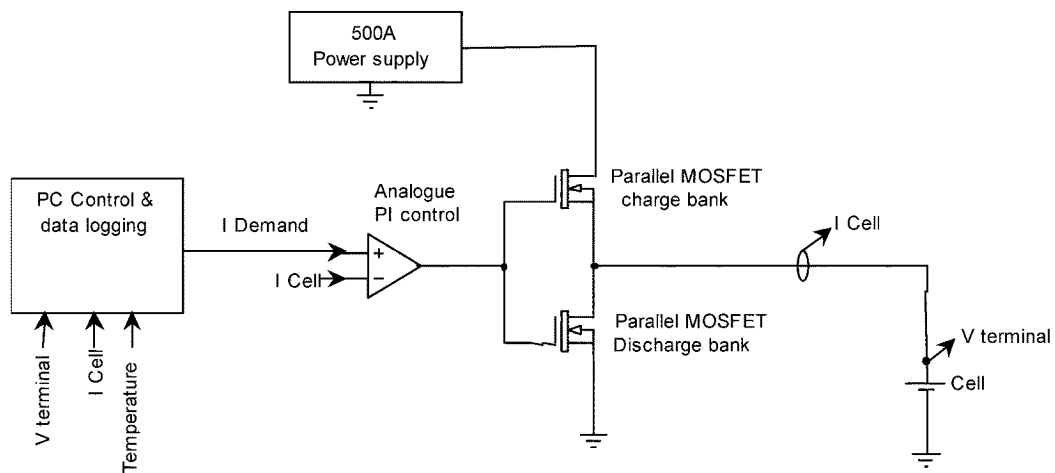 500A
Power supply
PC Control &
data logging
I Demand
Analogue
PI control
+
I Cell
−
Parallel MOSFET
charge bank
Parallel MOSFET
Discharge bank
I Cell
V terminal
Cell
V terminal
I Cell
Temperature